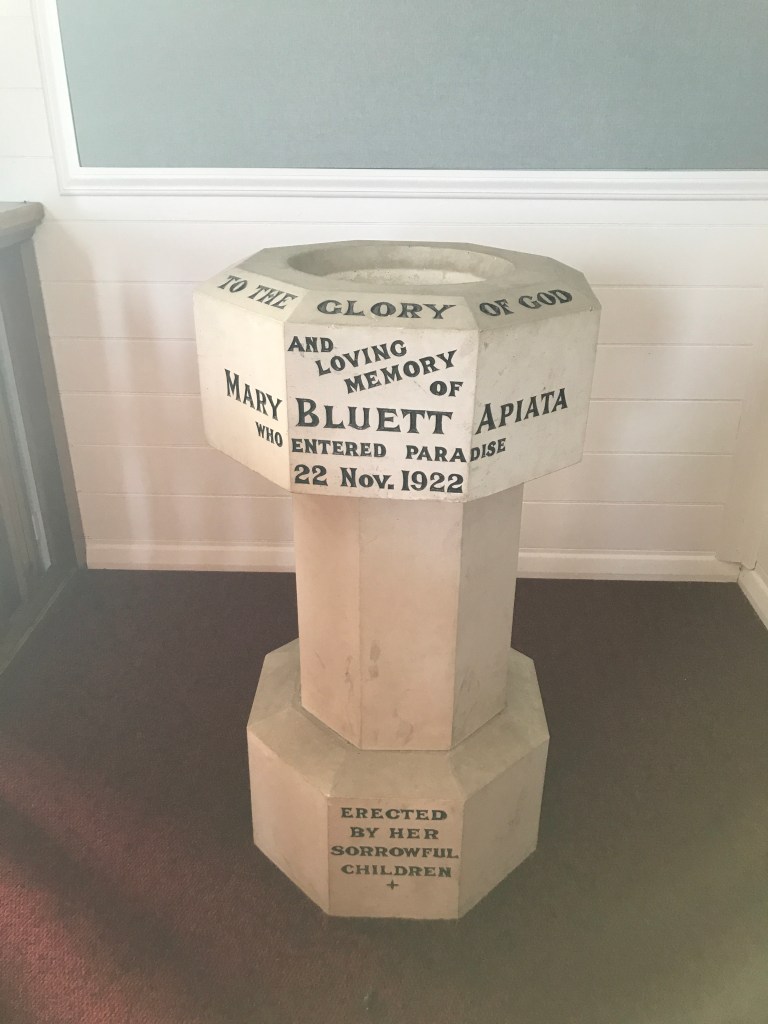 TO THE GLORY OF GOD
AND
LOVING
MEMORY
OF
MARY BLUETT APIATA
WHO ENTERED PARADISE
22 NOV. 1922
ERECTED
BY HER
SORROWFUL
CHILDREN
+